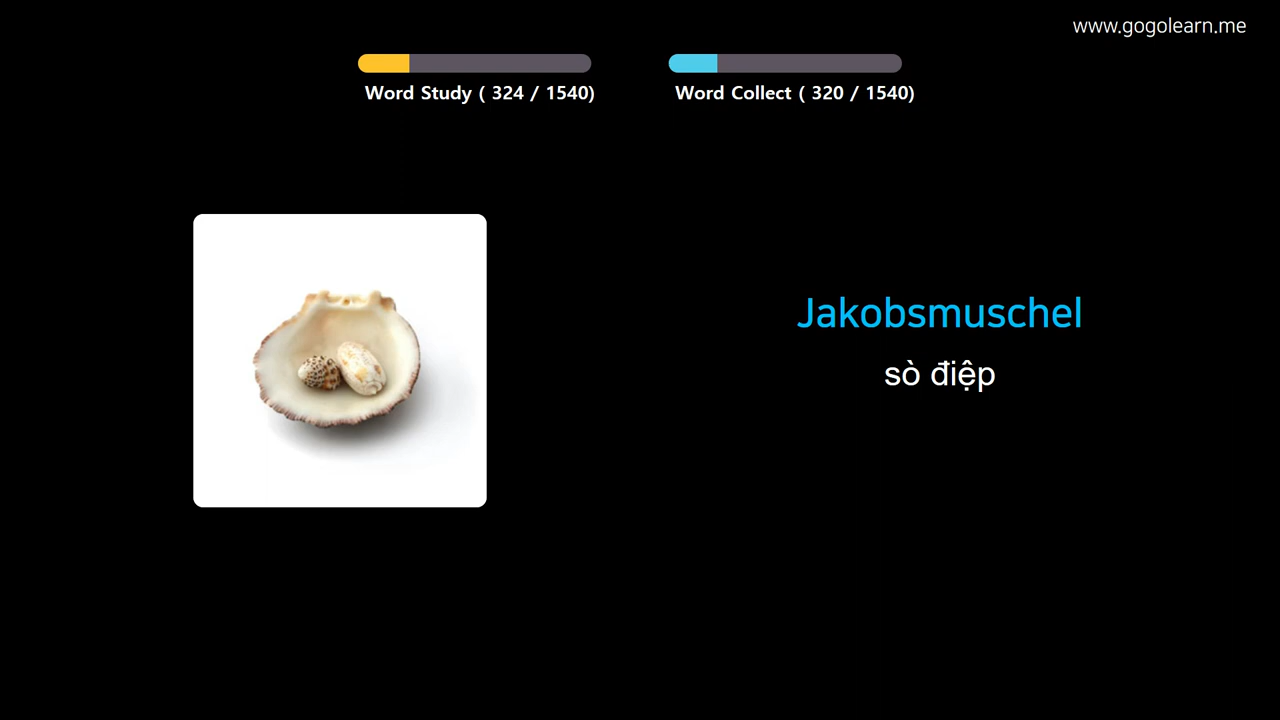 www.gogolearn.me
Word Study ( 324 / 1540)
Word Collect ( 320 / 1540)
Jakobsmuschel
sò điệp